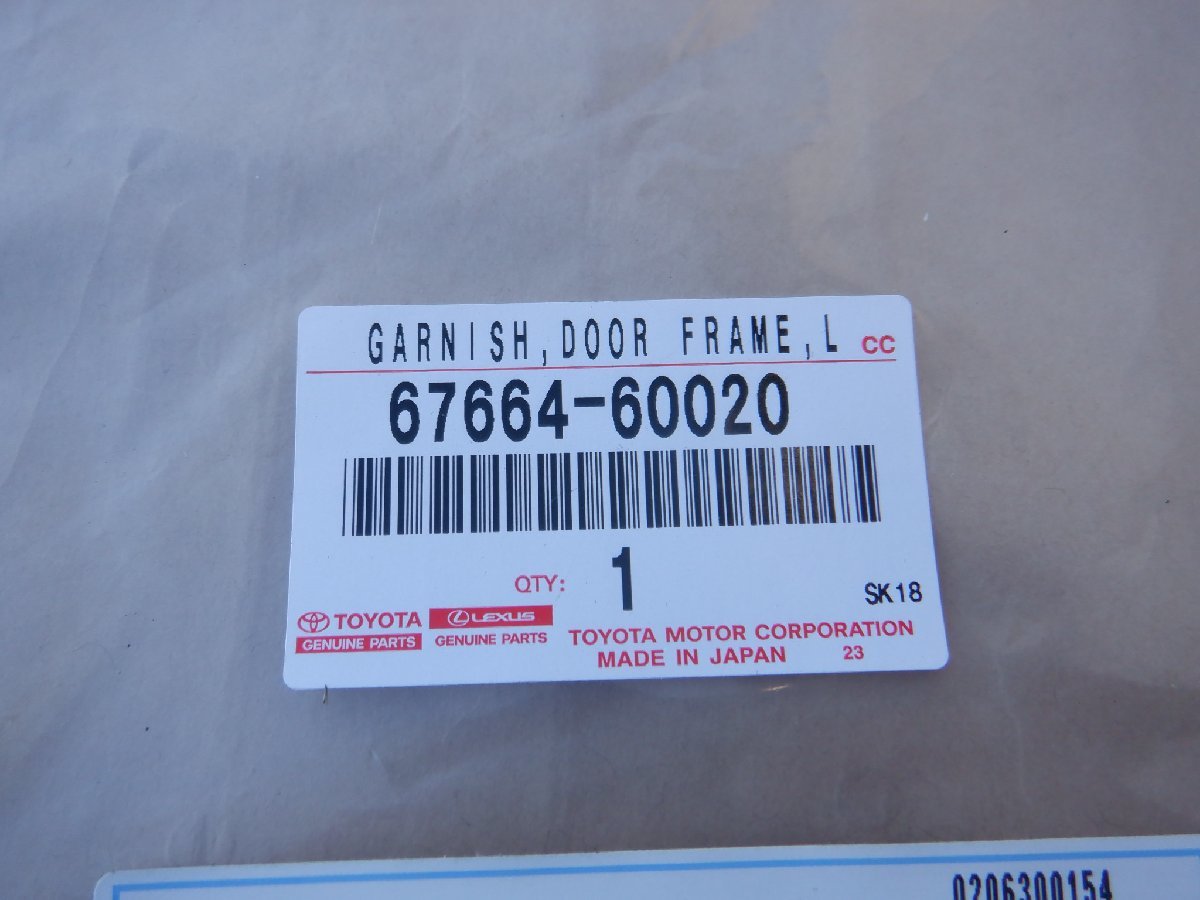 GARNISH,DOOR FRAME,L CC
67664-60020
QTY: 1
SK18
TOYOTA LEXUS
GENUINE PARTS GENUINE PARTS
TOYOTA MOTOR CORPORATION
MADE IN JAPAN 23
0206300154